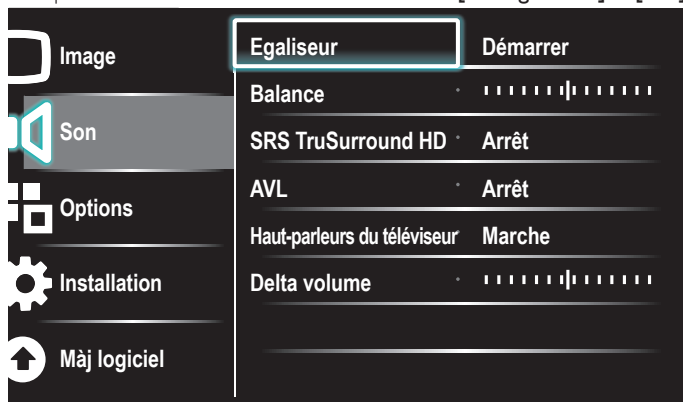 Image
Son
Options
Installation
Màj logiciel
Egaliseur Démarrer
Balance
SRS TruSurround HD Arrêt
AVL Arrêt
Haut-parleurs du téléviseur Marche
Delta volume